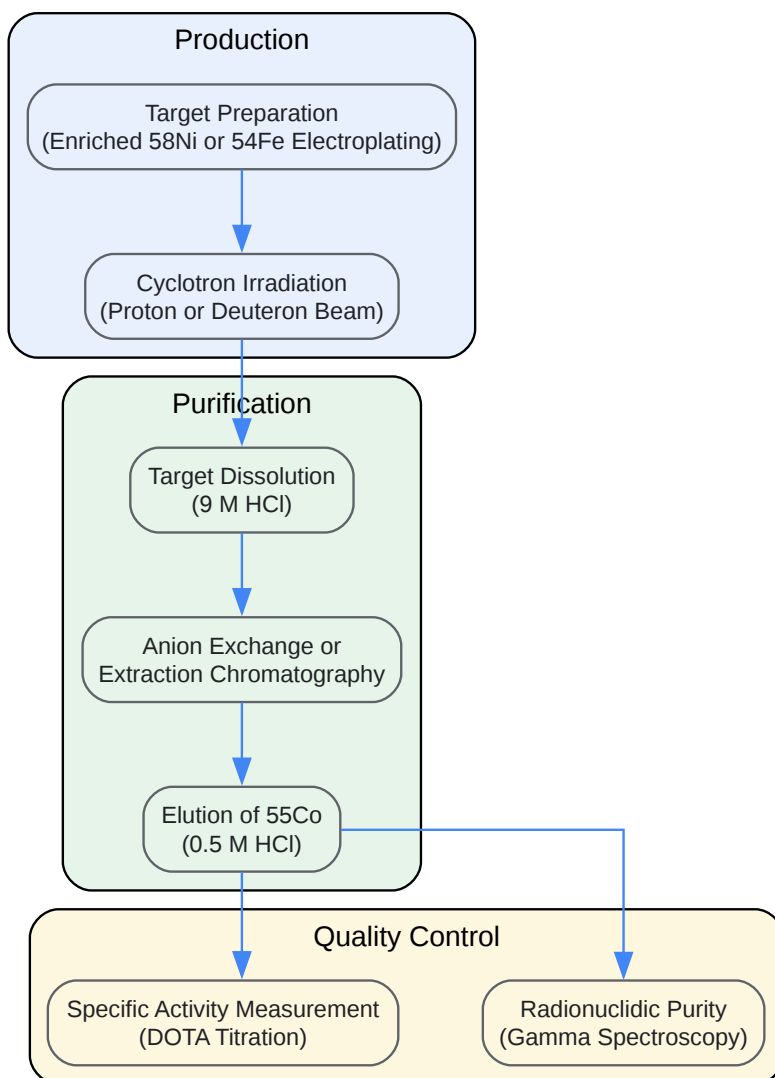 Production
Target Preparation
(Enriched 58Ni or 54Fe Electroplating)
Cyclotron Irradiation
(Proton or Deuteron Beam)
Purification
Target Dissolution
(9 M HCl)
Anion Exchange or
Extraction Chromatography
Elution of 55Co
(0.5 M HCl)
Quality Control
Specific Activity Measurement
(DOTA Titration)
Radionuclidic Purity
(Gamma Spectroscopy)